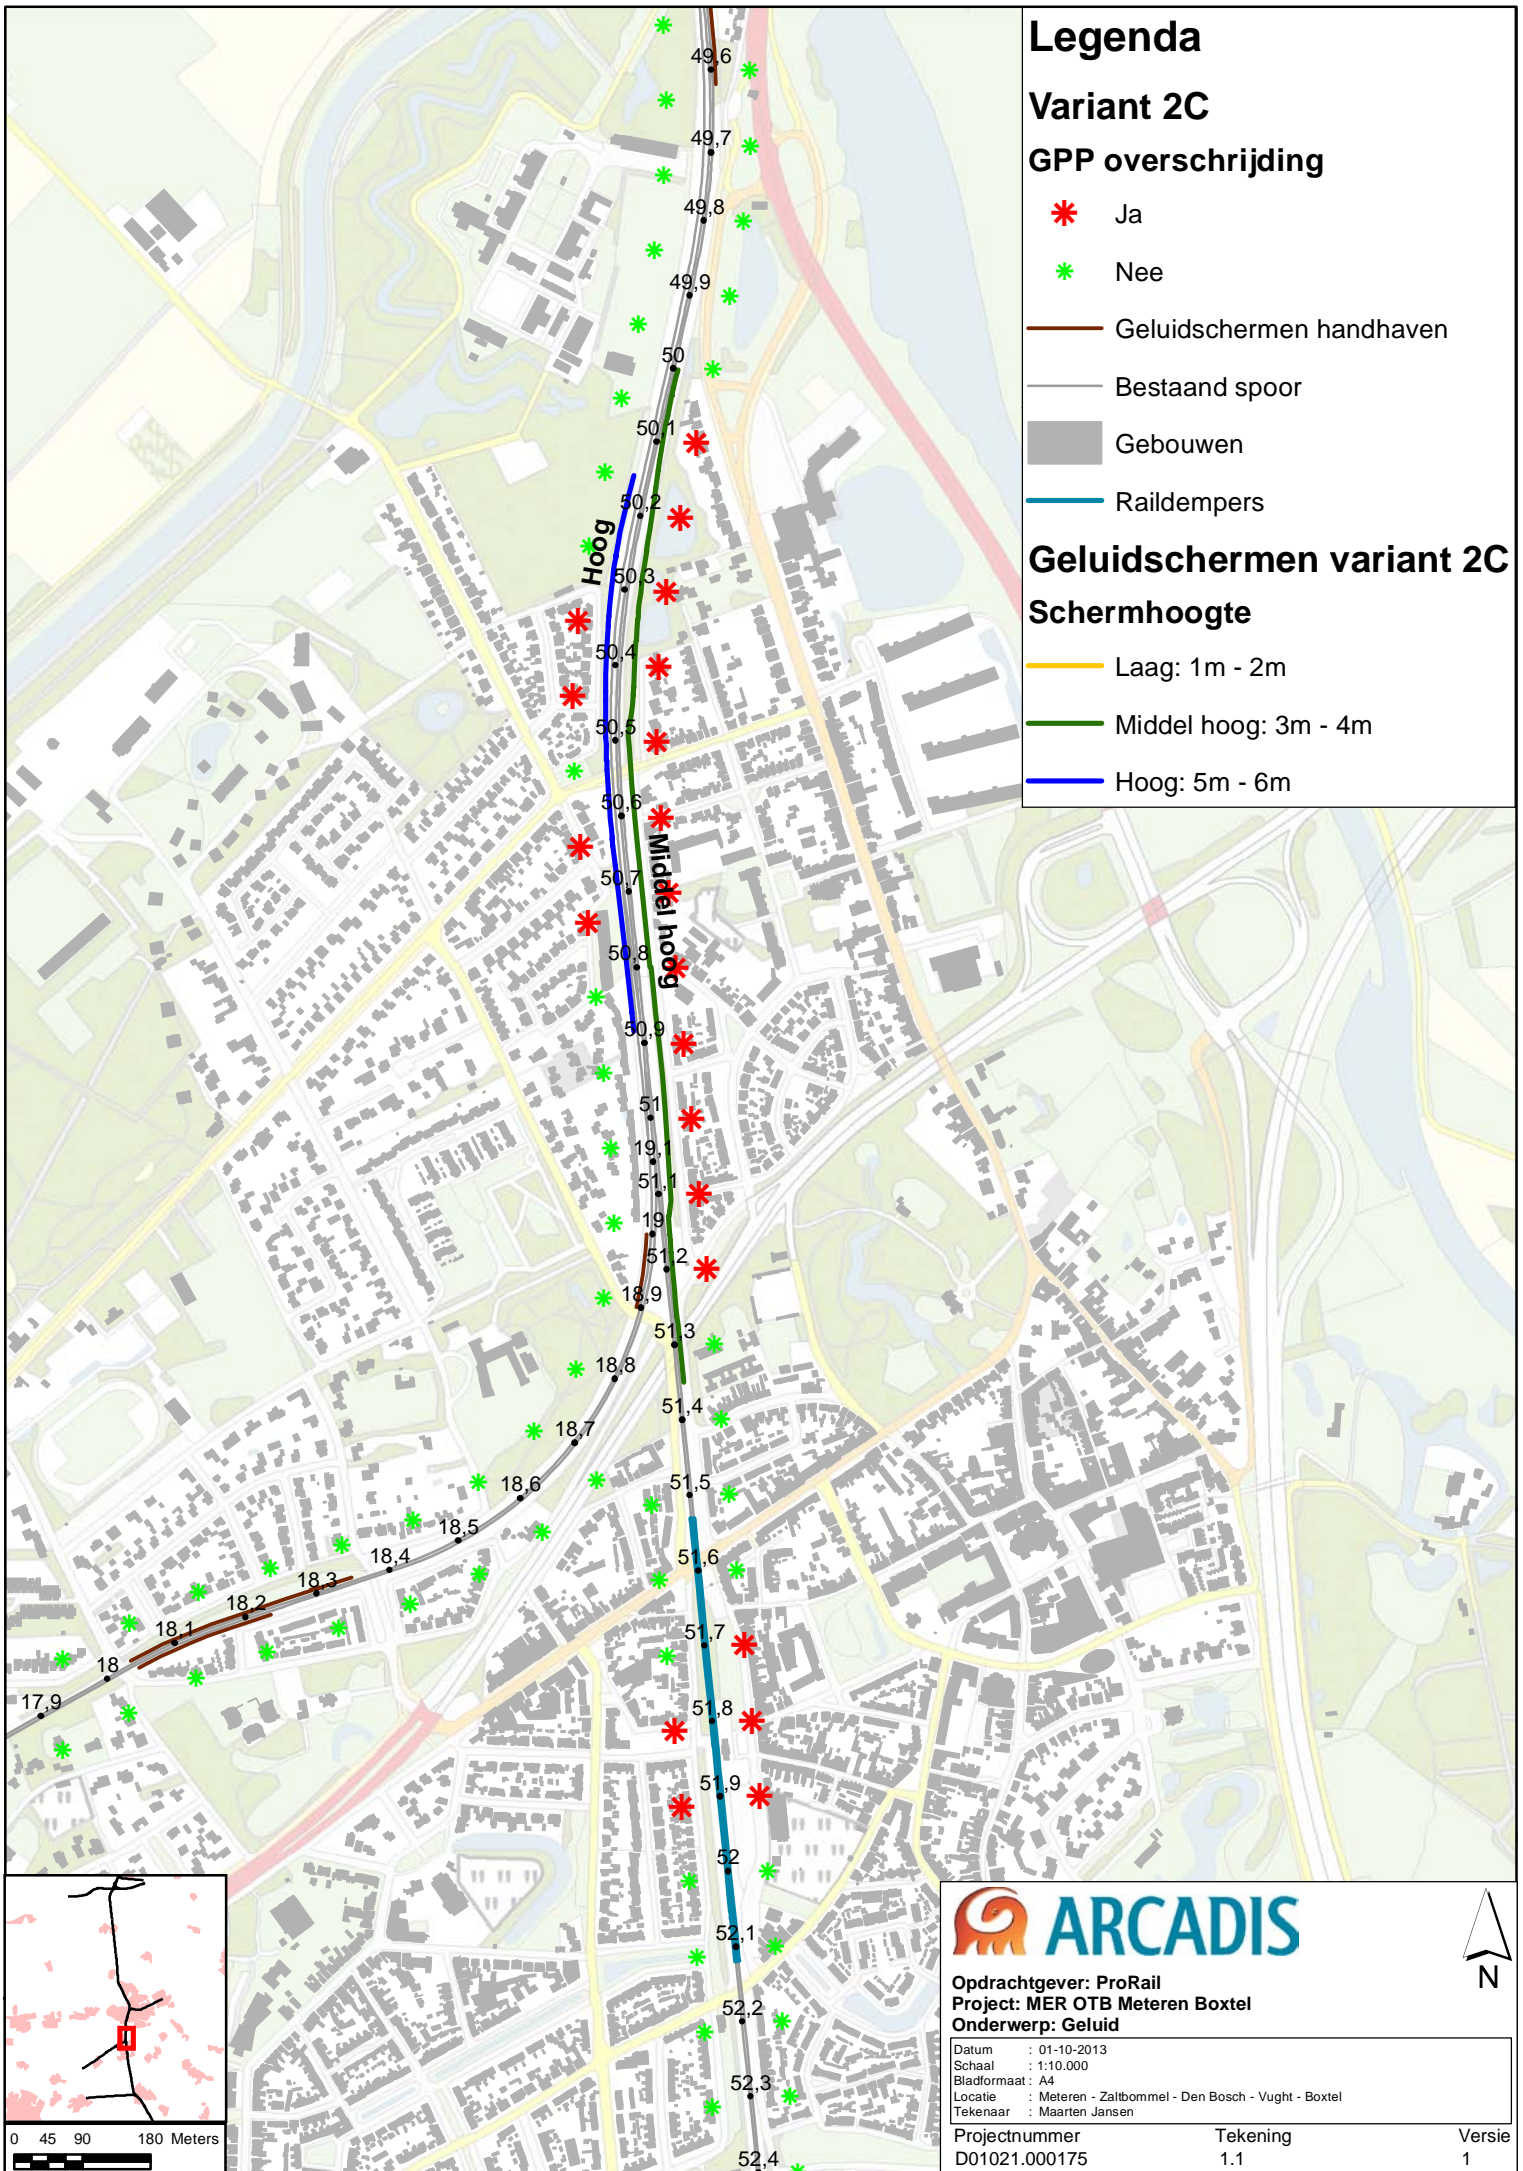 Legenda
Variant 2C
GPP overschrijding
Ja
Nee
Geluidschermen handhaven
Bestaand spoor
Gebouwen
Raildempers
Geluidschermen variant 2C
Schermhoogte
Laag: 1m - 2m
Middel hoog: 3m - 4m
Hoog: 5m - 6m
49,6
49,7
49,8
49,9
50
50,1
50,2
Hoog
50,3
50,4
50,5
50,6
Middel hoog
50,7
50,8
50,9
51
19,1
51,1
19
51,2
18,9
51,3
18,8
51,4
18,7
51,5
18,6
18,5
18,4
51,6
18,3
18,2
18,1
51,7
18
17,9
51,8
51,9
52
52,1
52,2
52,3
52,4
0 45 90 180 Meters
ARCADIS
N
Opdrachtgever: ProRail
Project: MER OTB Meteren Boxtel
Onderwerp: Geluid
Datum : 01-10-2013
Schaal : 1:10.000
Bladformaat : A4
Locatie : Meteren - Zaltbommel - Den Bosch - Vught - Boxtel
Tekenaar : Maarten Jansen
Projectnummer Tekening Versie
D01021.000175 1.1 1